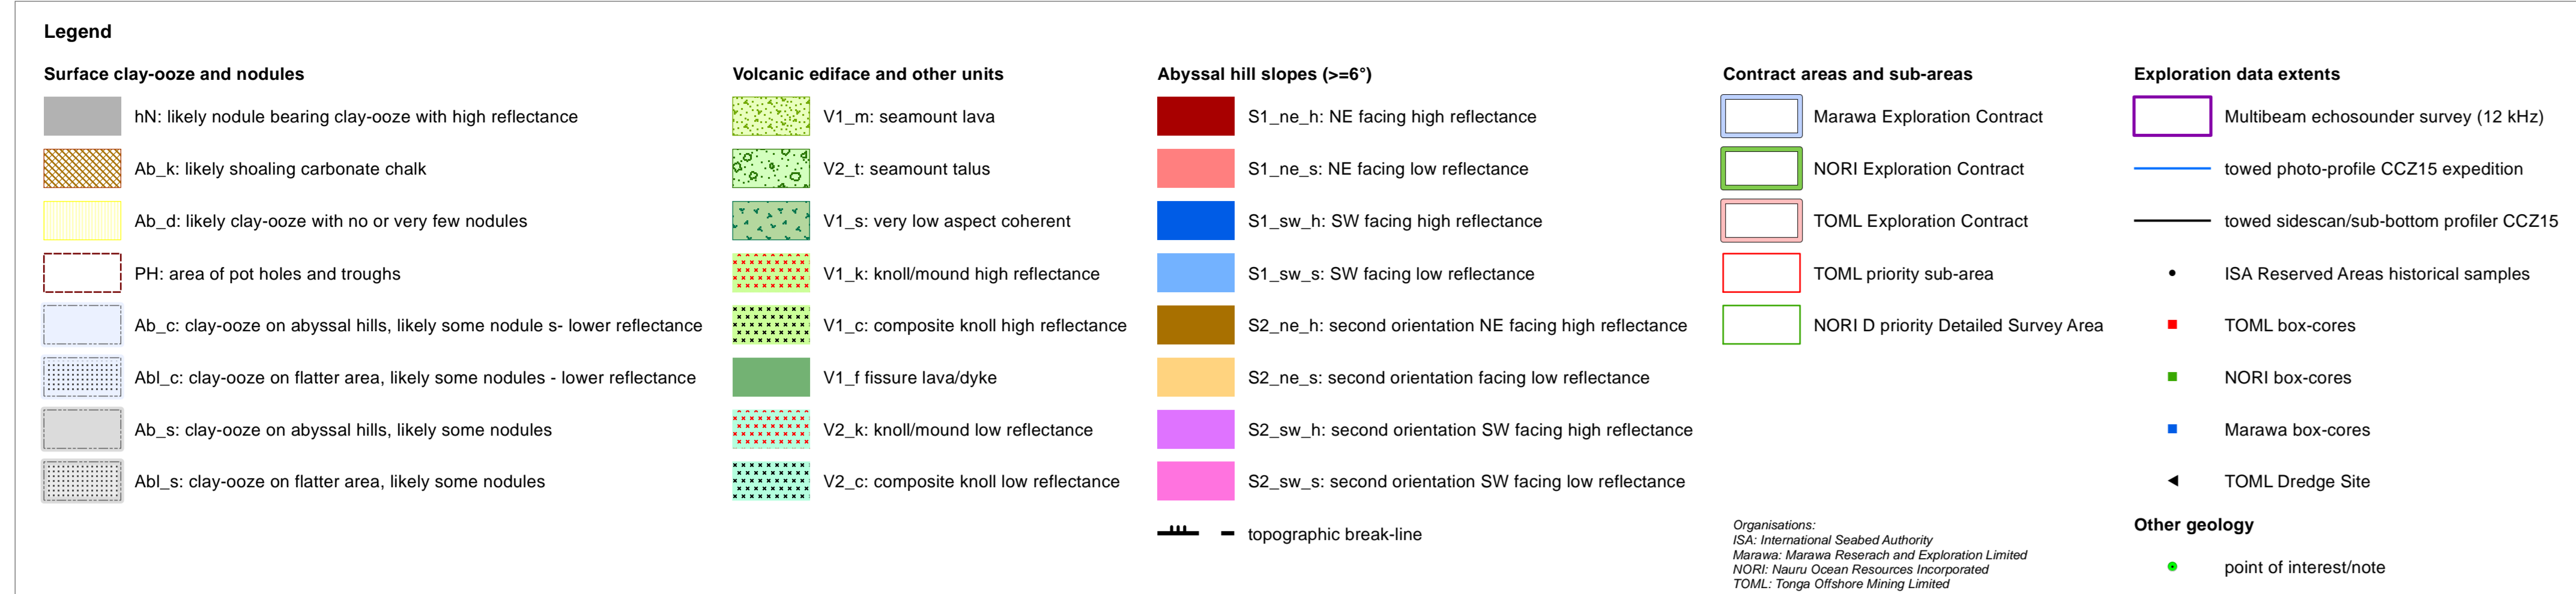 Legend
Surface clay-ooze and nodules
hN: likely nodule bearing clay-ooze with high reflectance
Ab_k: likely shoaling carbonate chalk
Ab_d: likely clay-ooze with no or very few nodules
PH: area of pot holes and troughs
Ab_c: clay-ooze on abyssal hills, likely some nodule s- lower reflectance
Abl_c: clay-ooze on flatter area, likely some nodules - lower reflectance
Ab_s: clay-ooze on abyssal hills, likely some nodules
Abl_s: clay-ooze on flatter area, likely some nodules
Volcanic ediface and other units
V1_m: seamount lava
V2_t: seamount talus
V1_s: very low aspect coherent
V1_k: knoll/mound high reflectance
V1_c: composite knoll high reflectance
V1_f fissure lava/dyke
V2_k: knoll/mound low reflectance
V2_c: composite knoll low reflectance
Abyssal hill slopes (>=6°)
S1_ne_h: NE facing high reflectance
S1_ne_s: NE facing low reflectance
S1_sw_h: SW facing high reflectance
S1_sw_s: SW facing low reflectance
S2_ne_h: second orientation NE facing high reflectance
S2_ne_s: second orientation facing low reflectance
S2_sw_h: second orientation SW facing high reflectance
S2_sw_s: second orientation SW facing low reflectance
topographic break-line
Contract areas and sub-areas
Marawa Exploration Contract
NORI Exploration Contract
TOML Exploration Contract
TOML priority sub-area
NORI D priority Detailed Survey Area
Organisations:
ISA: International Seabed Authority
Marawa: Marawa Reserach and Exploration Limited
NORI: Nauru Ocean Resources Incorporated
TOML: Tonga Offshore Mining Limited
Exploration data extents
Multibeam echosounder survey (12 kHz)
towed photo-profile CCZ15 expedition
towed sidescan/sub-bottom profiler CCZ15
ISA Reserved Areas historical samples
TOML box-cores
NORI box-cores
Marawa box-cores
TOML Dredge Site
Other geology
point of interest/note